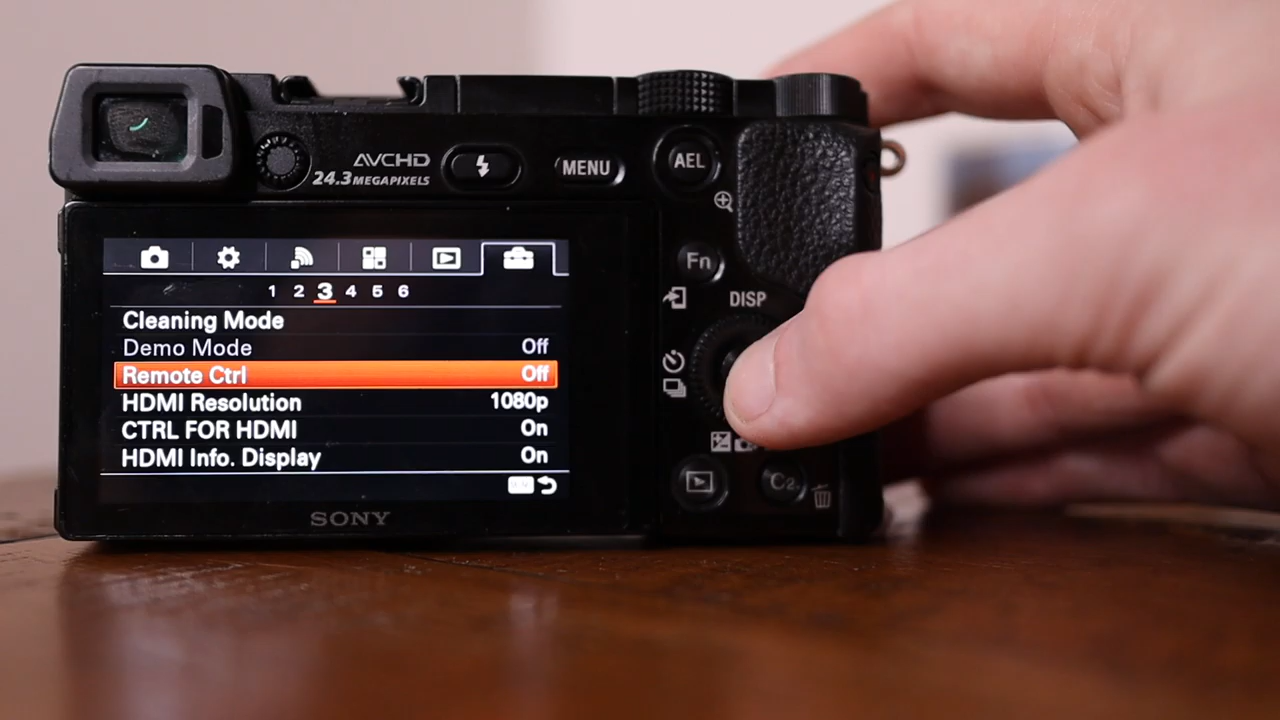 AVCHD
24.3 MEGAPIXELS
MENU
AEL
Fn
DISP
1 2 3 4 5 6
Cleaning Mode
Demo Mode Off
Remote Ctrl Off
HDMI Resolution 1080p
CTRL FOR HDMI On
HDMI Info. Display On
C2
SONY